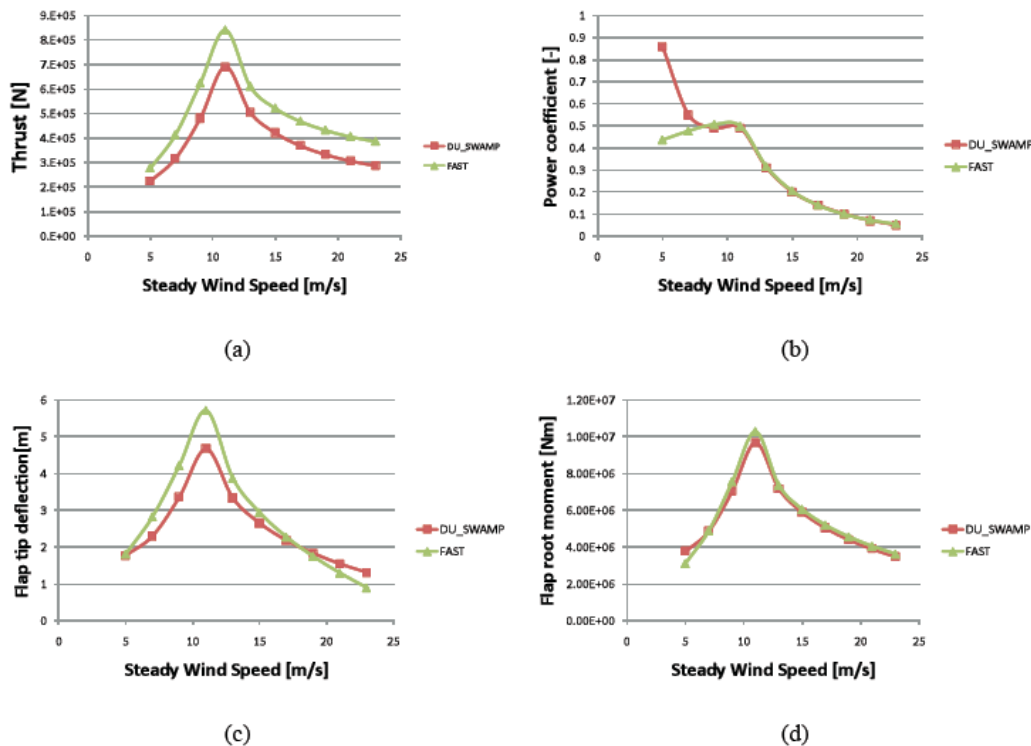 9.E+05
8.E+05
7.E+05
6.E+05
5.E+05
4.E+05
3.E+05
2.E+05
1.E+05
0.E+00
Thrust [N]
0 5 10 15 20 25
Steady Wind Speed [m/s]
DU_SWAMP
FAST
(a)
1
0.9
0.8
0.7
0.6
0.5
0.4
0.3
0.2
0.1
0
Power coefficient [-]
0 5 10 15 20 25
Steady Wind Speed [m/s]
DU_SWAMP
FAST
(b)
6
5
4
3
2
1
0
Flap tip deflection[m]
0 5 10 15 20 25
Steady Wind Speed [m/s]
DU_SWAMP
FAST
(c)
1.20E+07
1.00E+07
8.00E+06
6.00E+06
4.00E+06
2.00E+06
0.00E+00
Flap root moment [Nm]
0 5 10 15 20 25
Steady Wind Speed [m/s]
DU_SWAMP
FAST
(d)